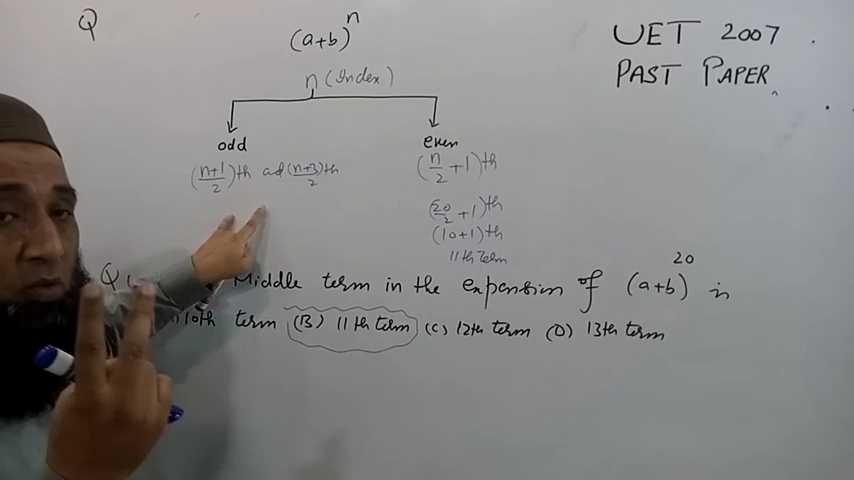 Q
(a+b)^n
UET 2007
PAST PAPER
n (Index)
odd
even
(n+1/2)th ad (n+3/2)th
(n/2 + 1)th
(20/2 + 1)th
(10+1)th
11th Term
Q1 Middle term in the expansion of (a+b)^20 is
10th term (B) 11th term (C) 12th term (D) 13th term